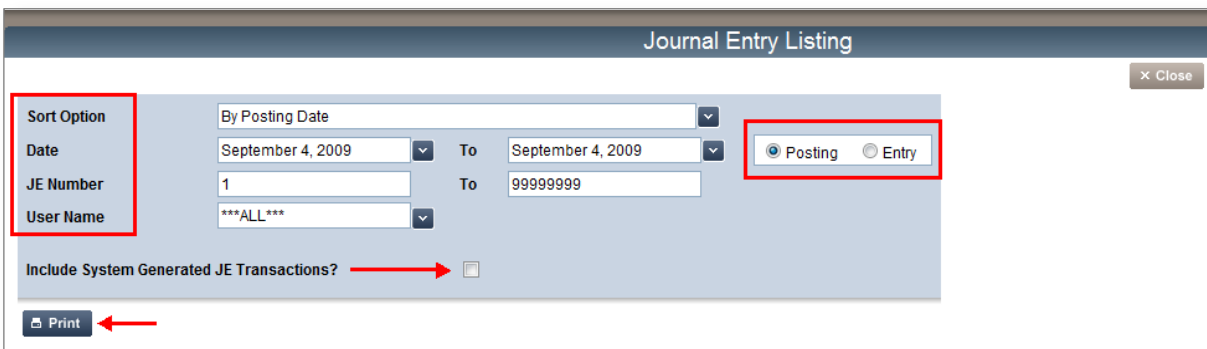 Journal Entry Listing
× Close
Sort Option By Posting Date
Date September 4, 2009 To September 4, 2009 Posting Entry
JE Number 1 To 99999999
User Name ***ALL***
Include System Generated JE Transactions?
Print